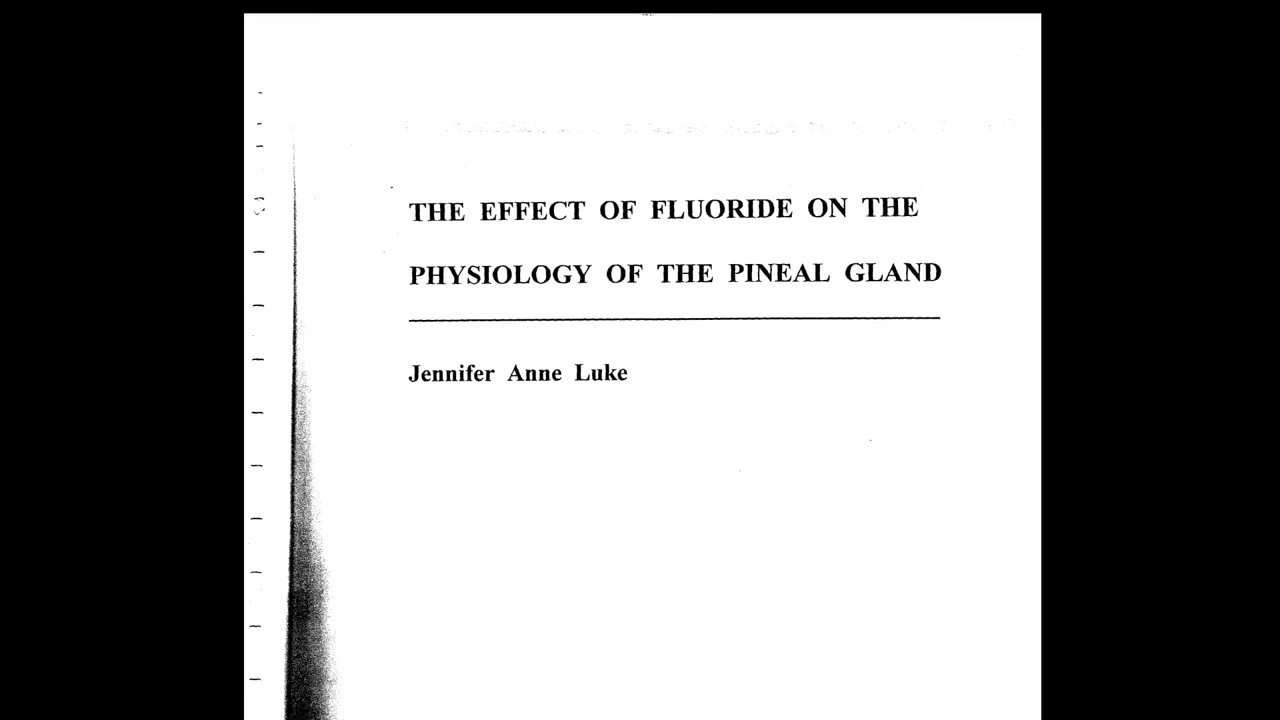 THE EFFECT OF FLUORIDE ON THE
PHYSIOLOGY OF THE PINEAL GLAND
Jennifer Anne Luke